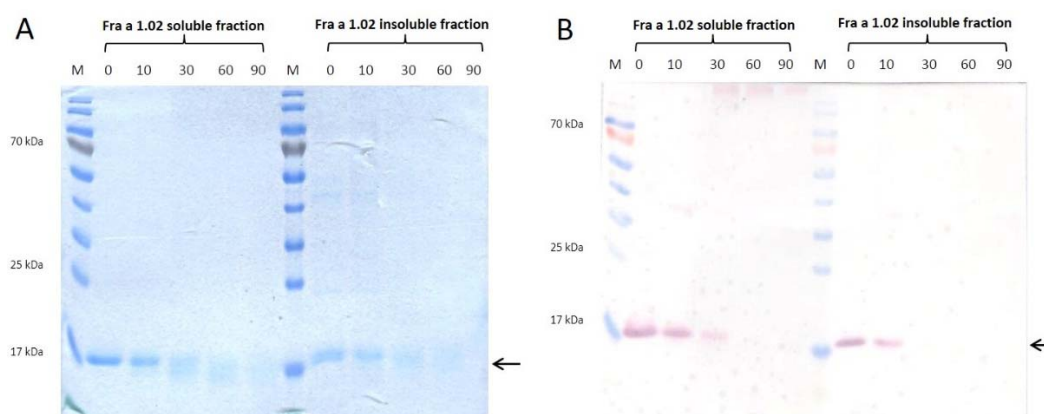 A
Fra a 1.02 soluble fraction
Fra a 1.02 insoluble fraction
M 0 10 30 60 90 M 0 10 30 60 90
70 kDa
25 kDa
17 kDa
B
Fra a 1.02 soluble fraction
Fra a 1.02 insoluble fraction
M 0 10 30 60 90 M 0 10 30 60 90
70 kDa
25 kDa
17 kDa